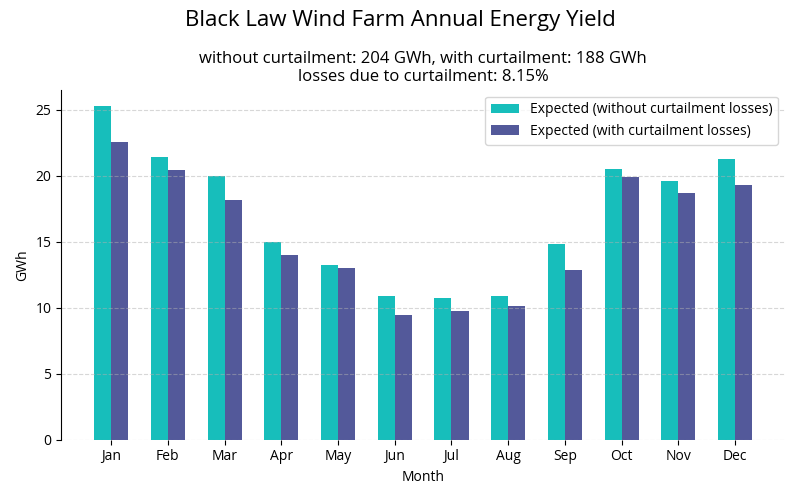 Black Law Wind Farm Annual Energy Yield
without curtailment: 204 GWh, with curtailment: 188 GWh
losses due to curtailment: 8.15%
Expected (without curtailment losses)
Expected (with curtailment losses)
GWh
25
20
15
10
5
0
Jan Feb Mar Apr May Jun Jul Aug Sep Oct Nov Dec
Month